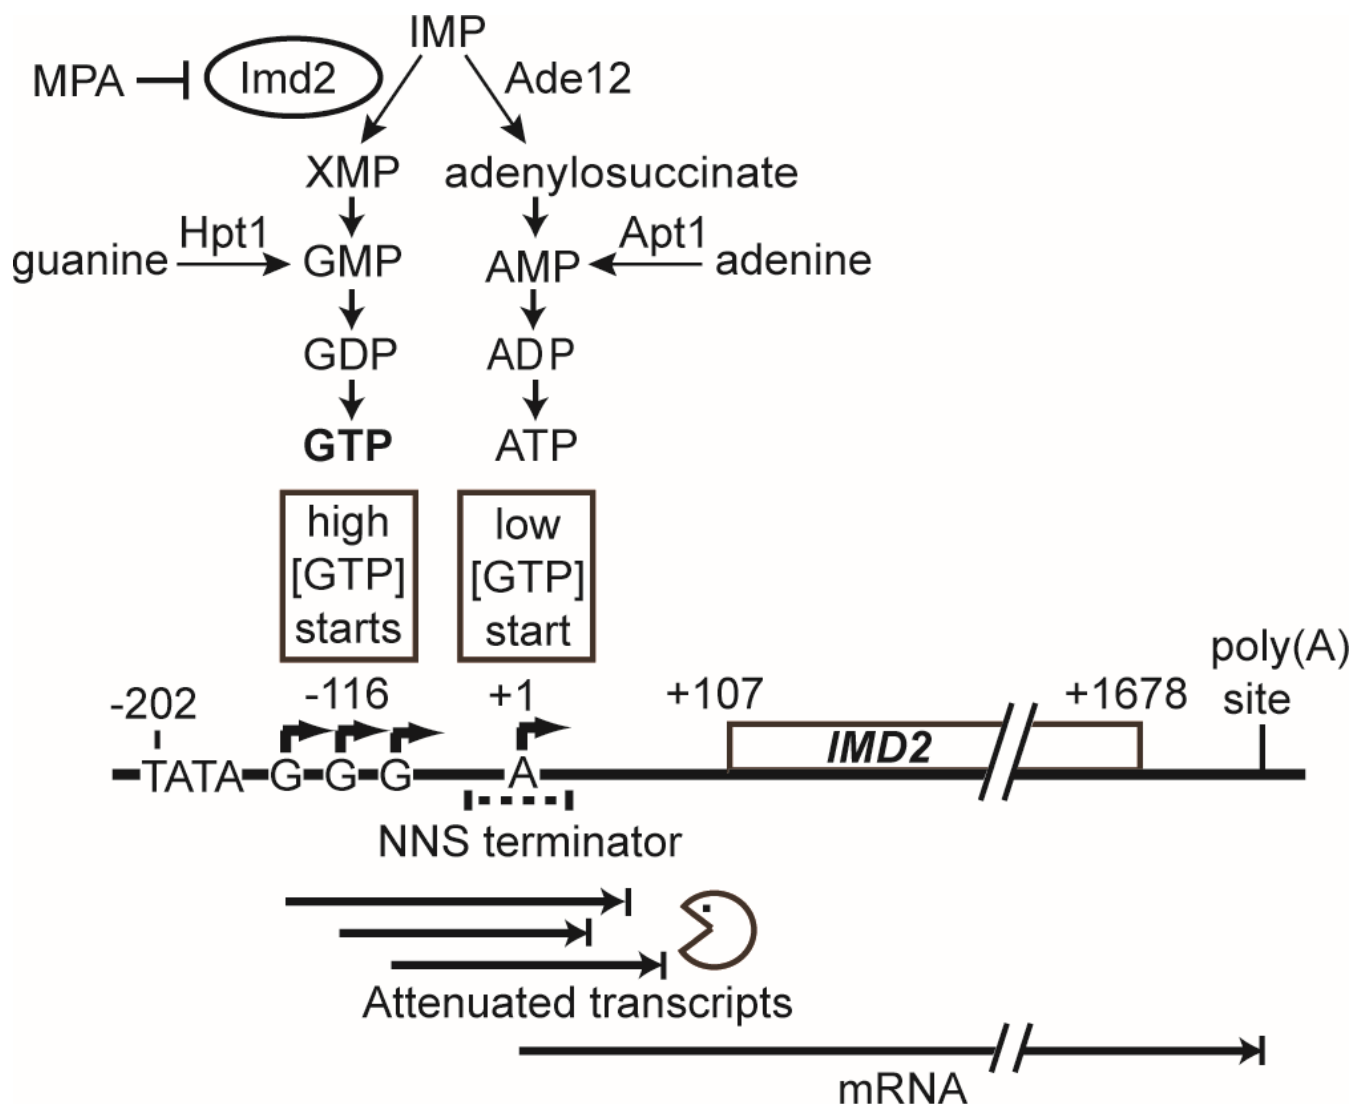 IMP
MPA
Imd2
Ade12
XMP
adenylosuccinate
Hpt1
Apt1
guanine
GMP
AMP
adenine
GDP
ADP
GTP
ATP
high
[GTP]
starts
low
[GTP]
start
poly(A)
site
-202
-116
+1
+107
+1678
TATA G G G A
IMD2
NNS terminator
Attenuated transcripts
mRNA